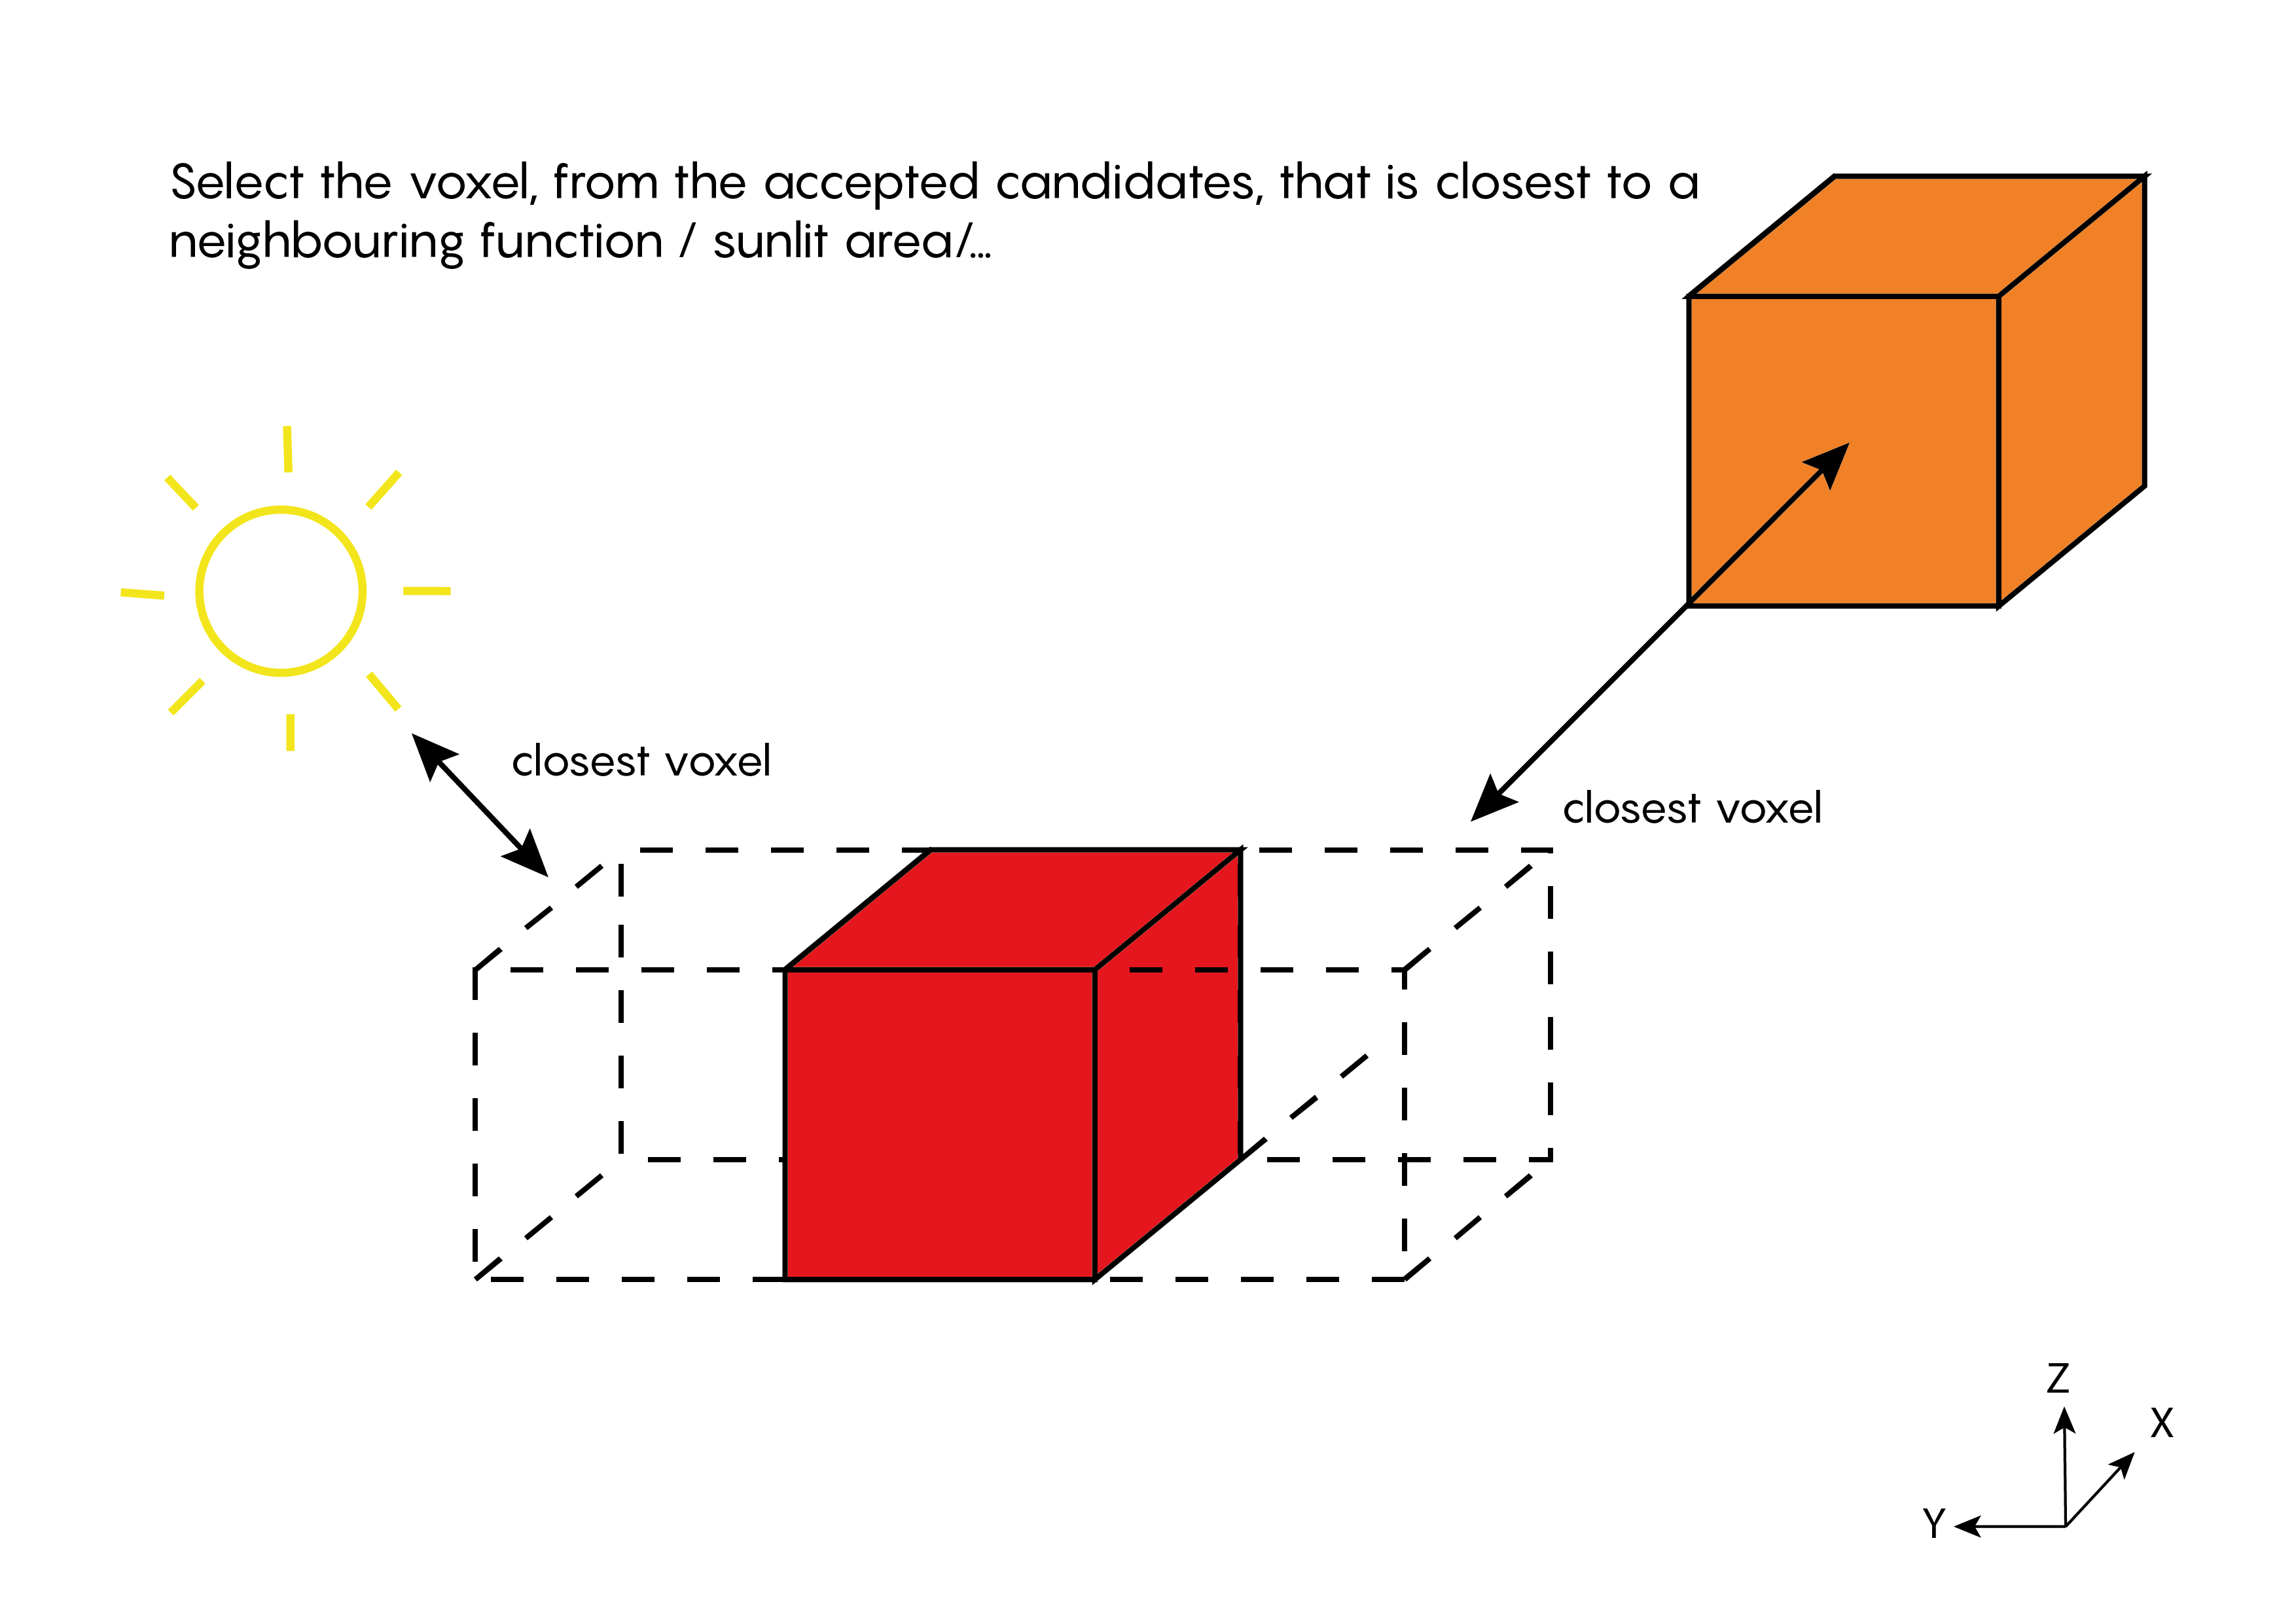 Select the voxel, from the accepted candidates, that is closest to a
neighbouring function / sunlit area/...
closest voxel
closest voxel
Z
X
Y